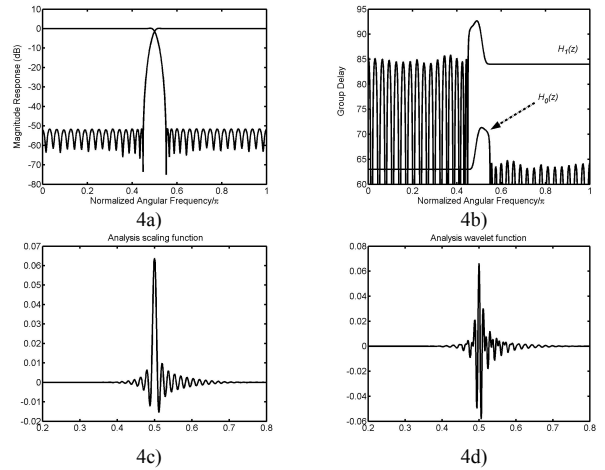 10
0
-10
-20
-30
-40
-50
-60
-70
-80
Magnitude Response (dB)
0 0.2 0.4 0.6 0.8 1
Normalized Angular Frequency/π
4a)
95
90
85
80
75
70
65
60
Group Delay
H1(z)
H0(z)
0 0.2 0.4 0.6 0.8 1
Normalized Angular Frequency/π
4b)
Analysis scaling function
0.07
0.06
0.05
0.04
0.03
0.02
0.01
0
-0.01
-0.02
0.2 0.3 0.4 0.5 0.6 0.7 0.8
4c)
Analysis wavelet function
0.08
0.06
0.04
0.02
0
-0.02
-0.04
-0.06
0.2 0.3 0.4 0.5 0.6 0.7 0.8
4d)